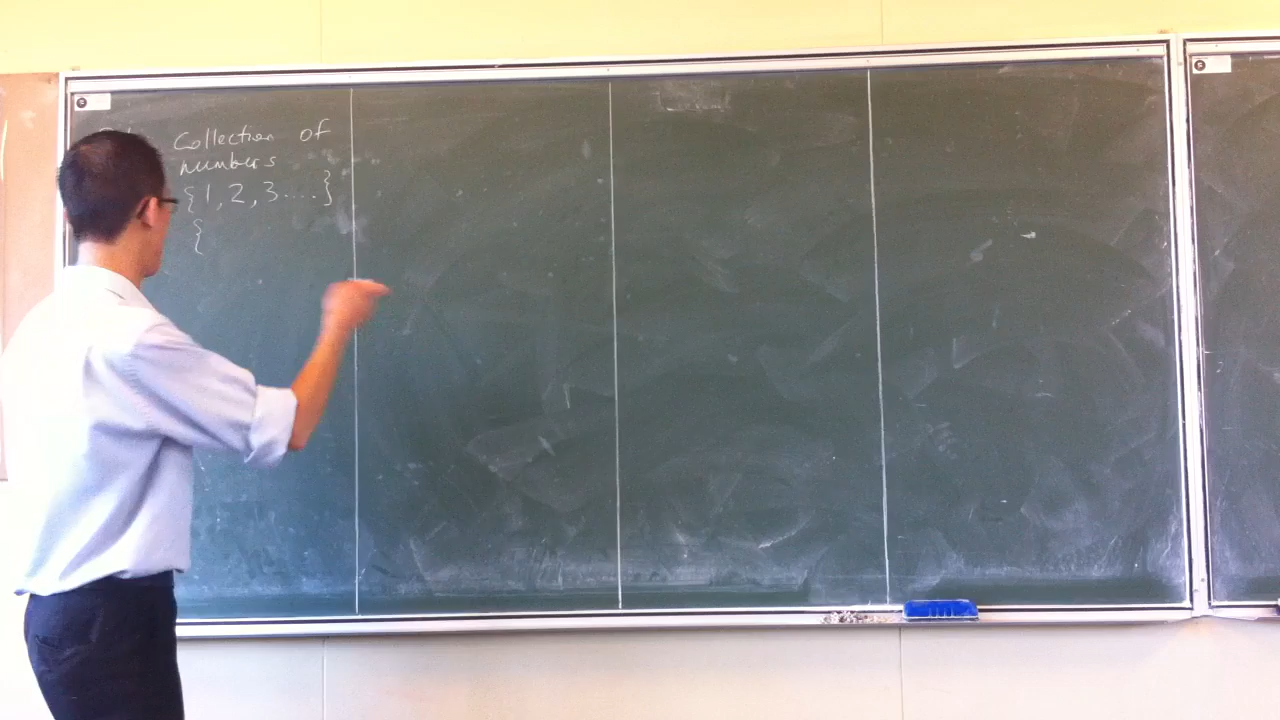 Collection of
numbers
{1, 2, 3....}
{